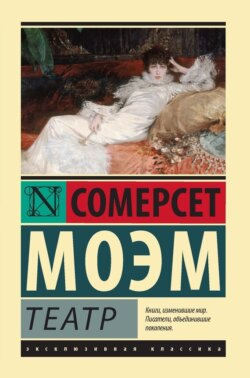 N СОМЕРСЕТ
МОЭМ
ТЕАТР
Книги, изменившие мир.
Писатели, объединившие
поколения.
эксклюзивная классика